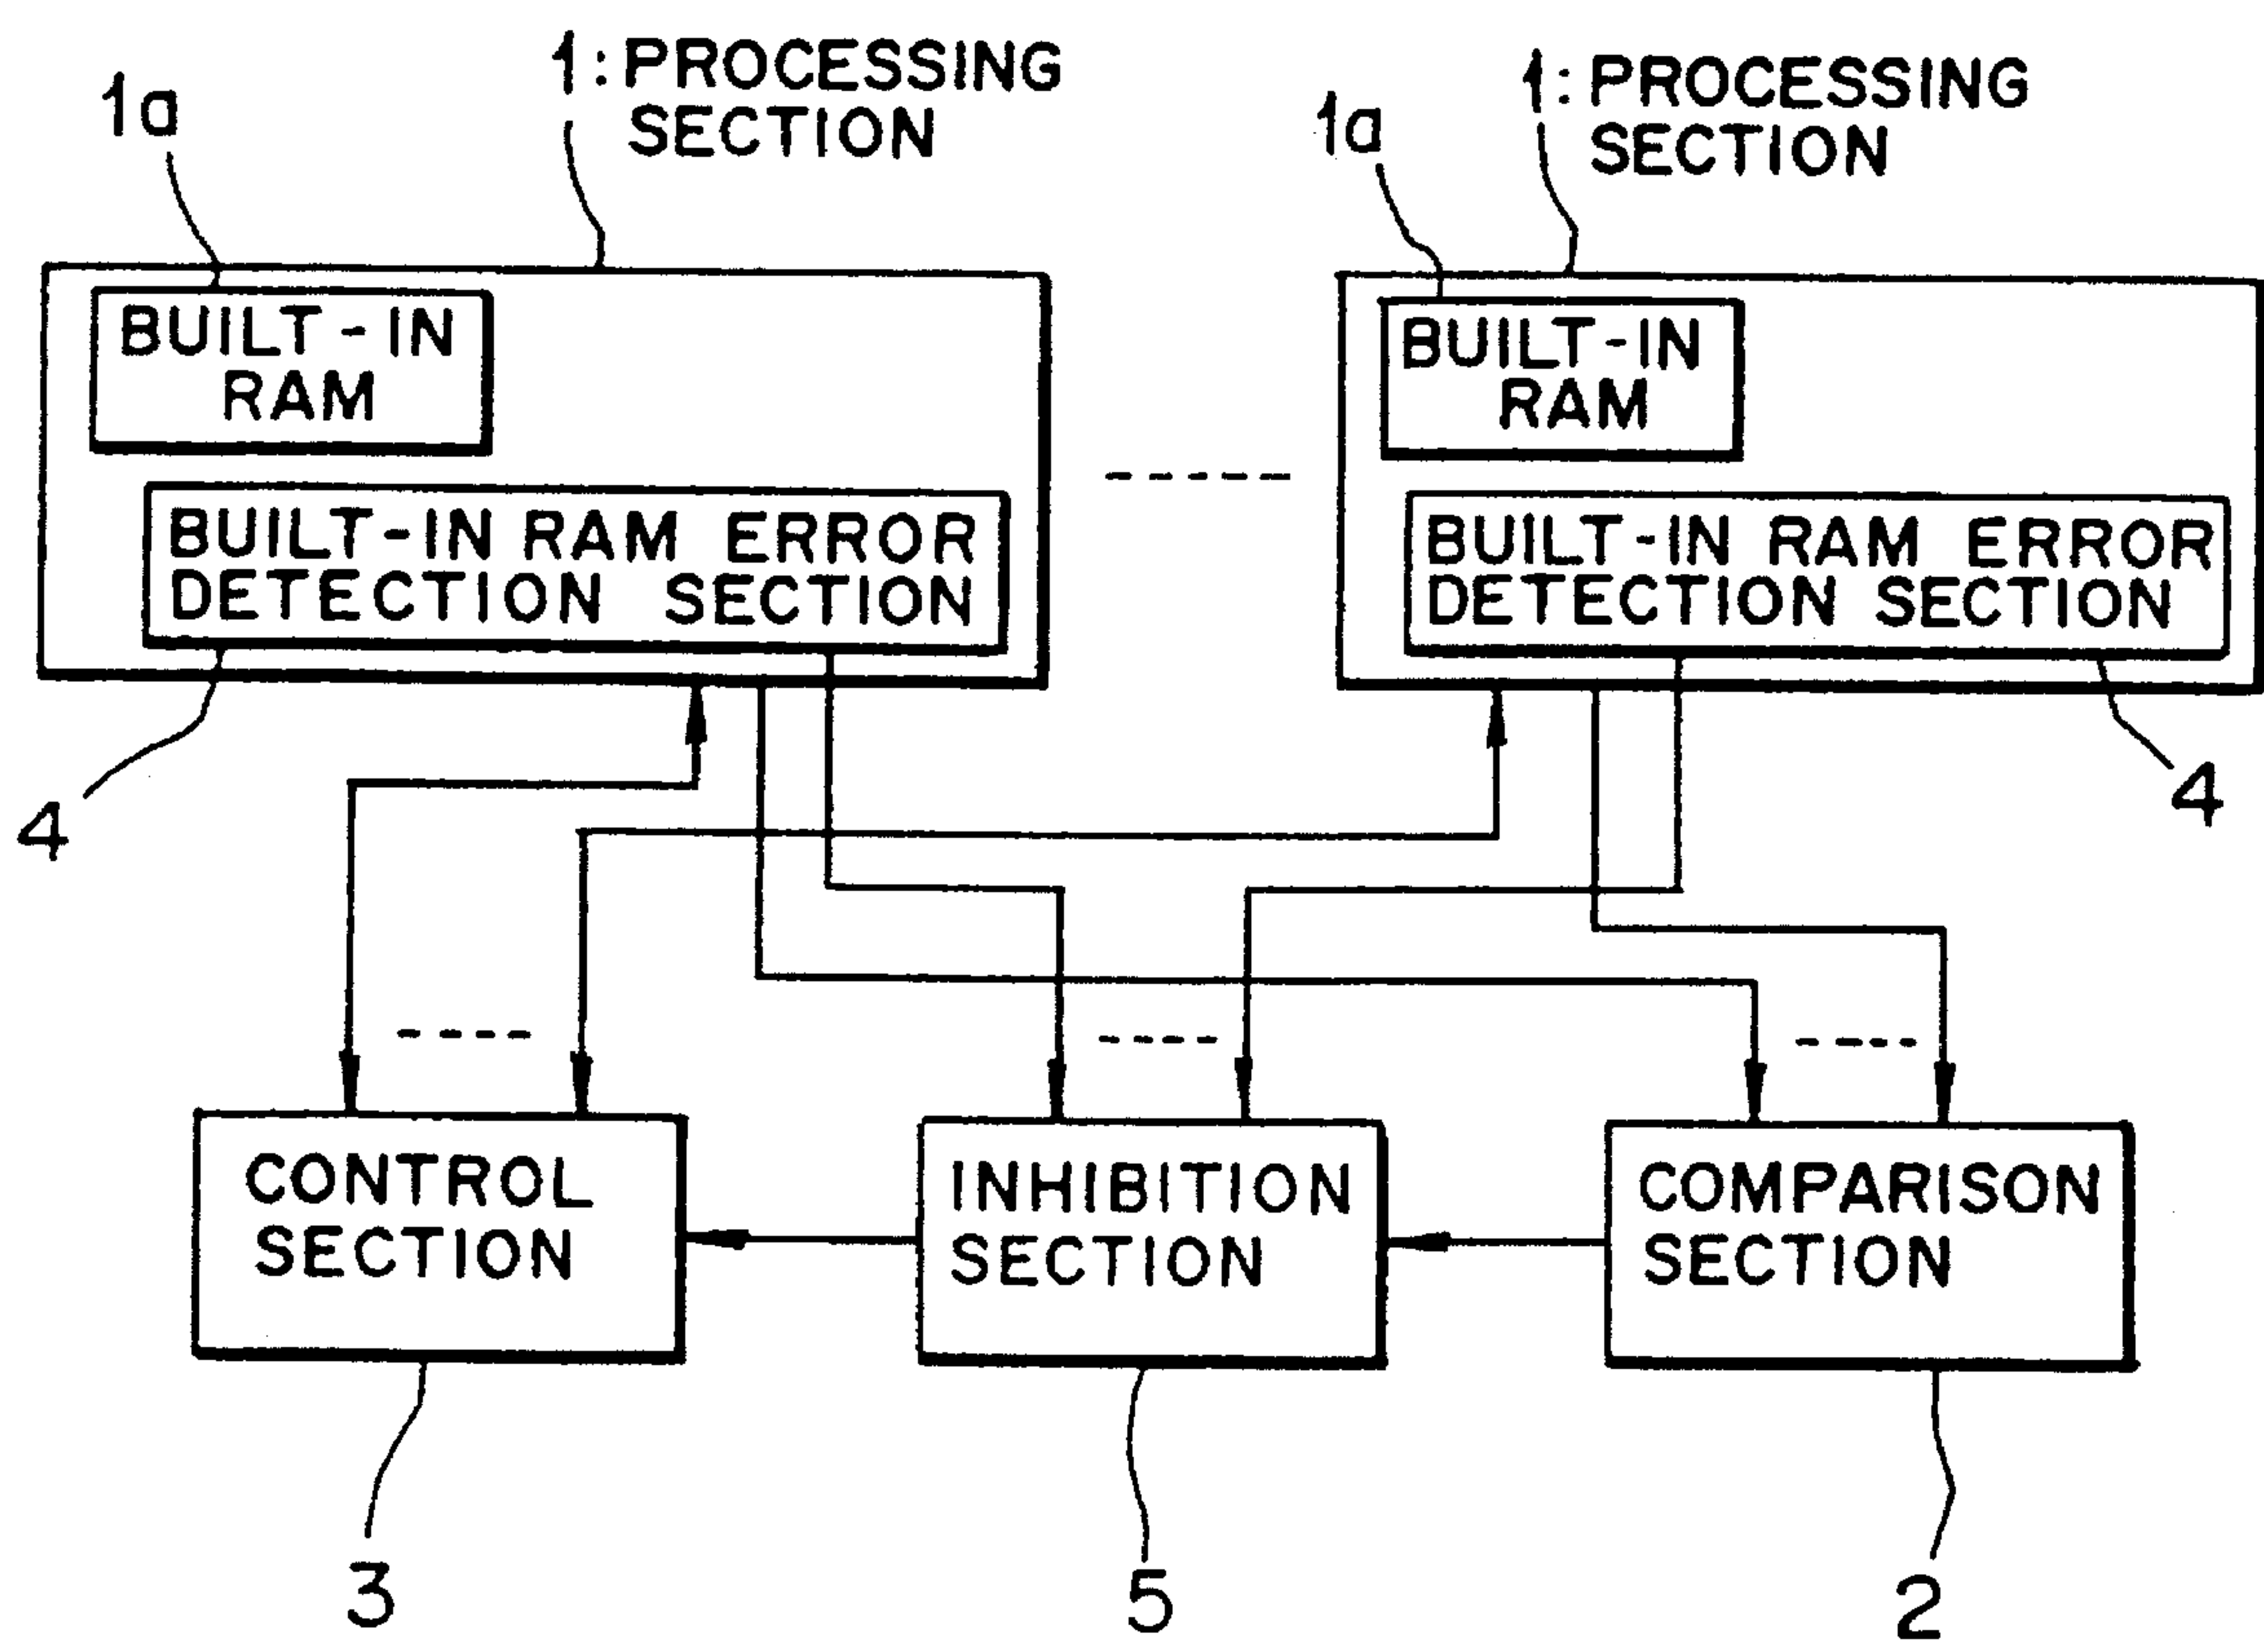 1: PROCESSING
SECTION
1a
1: PROCESSING
SECTION
1a
BUILT-IN
RAM
BUILT-IN RAM ERROR
DETECTION SECTION
BUILT-IN
RAM
BUILT-IN RAM ERROR
DETECTION SECTION
4
4
CONTROL
SECTION
INHIBITION
SECTION
COMPARISON
SECTION
3
5
2